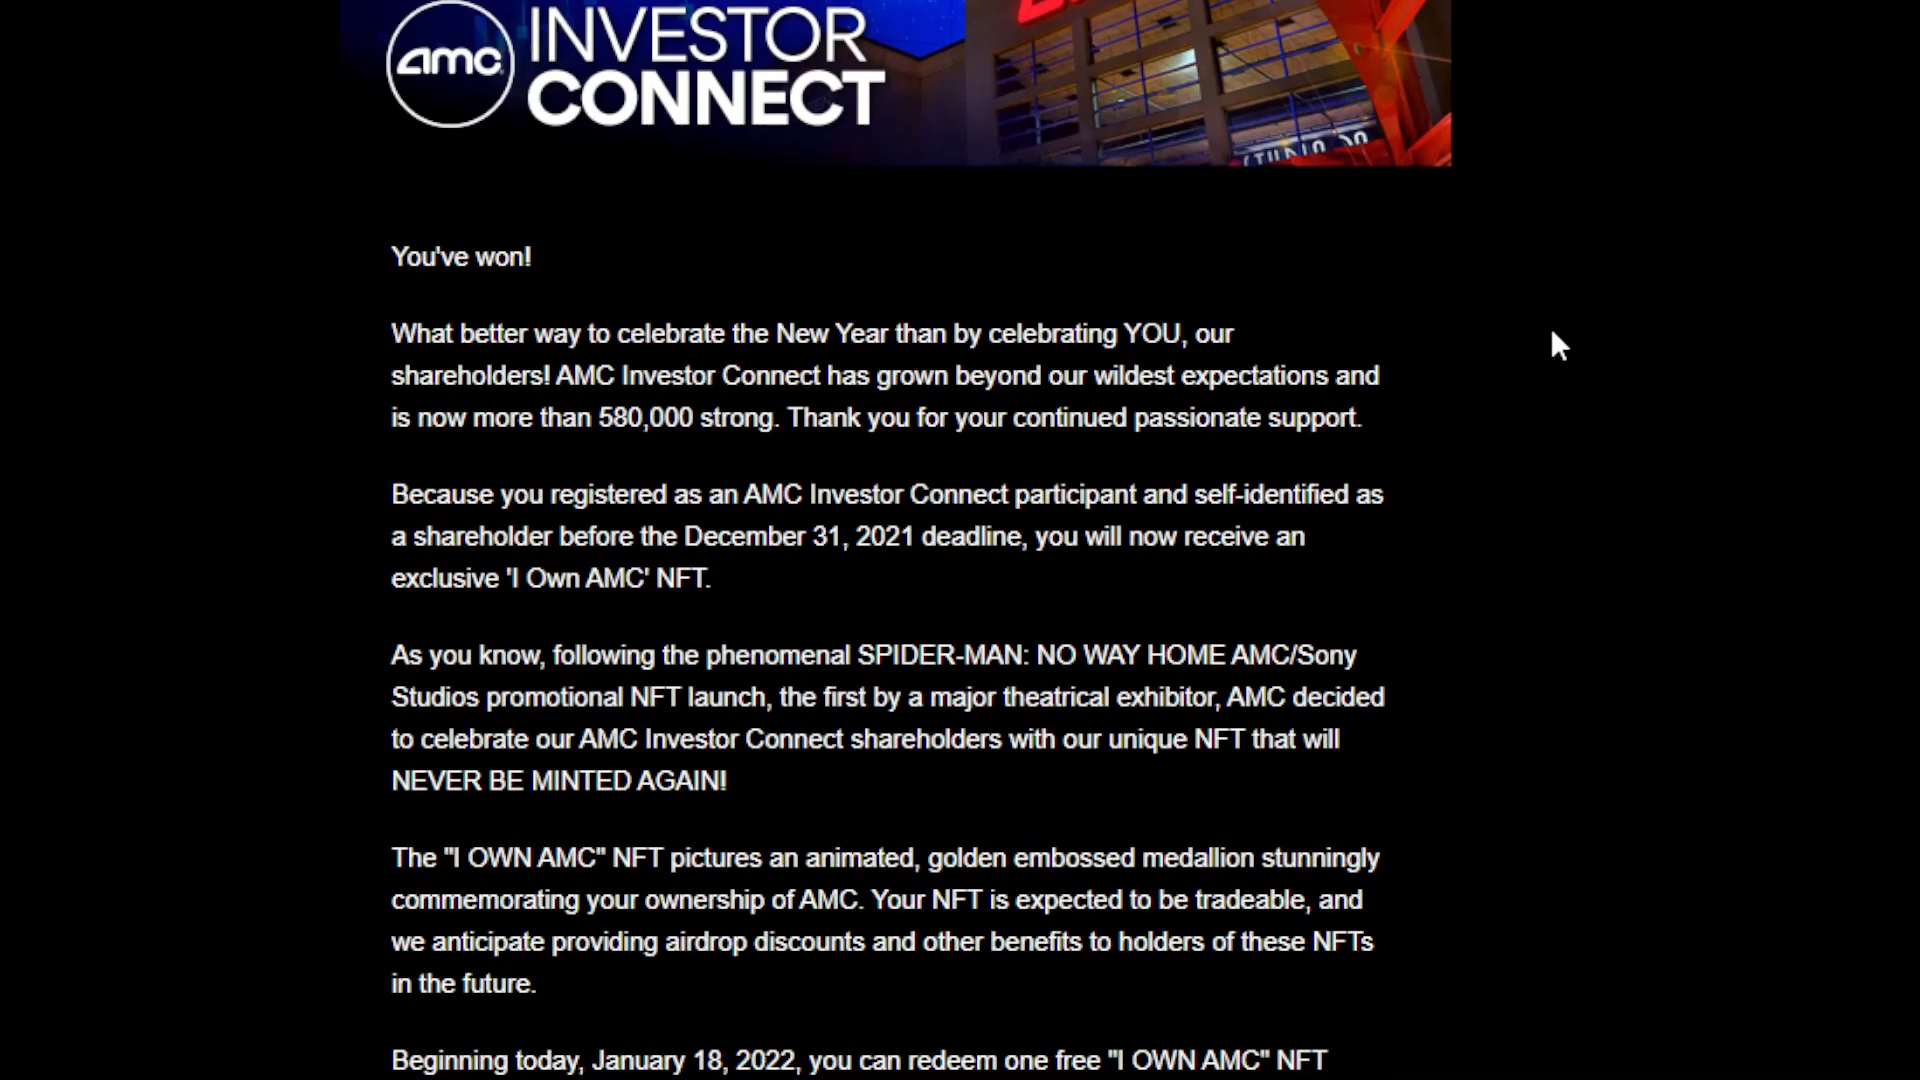 amc
INVESTOR
CONNECT
You've won!
What better way to celebrate the New Year than by celebrating YOU, our
shareholders! AMC Investor Connect has grown beyond our wildest expectations and
is now more than 580,000 strong. Thank you for your continued passionate support.
Because you registered as an AMC Investor Connect participant and self-identified as
a shareholder before the December 31, 2021 deadline, you will now receive an
exclusive 'I Own AMC' NFT.
As you know, following the phenomenal SPIDER-MAN: NO WAY HOME AMC/Sony
Studios promotional NFT launch, the first by a major theatrical exhibitor, AMC decided
to celebrate our AMC Investor Connect shareholders with our unique NFT that will
NEVER BE MINTED AGAIN!
The "I OWN AMC" NFT pictures an animated, golden embossed medallion stunningly
commemorating your ownership of AMC. Your NFT is expected to be tradeable, and
we anticipate providing airdrop discounts and other benefits to holders of these NFTs
in the future.
Beginning today, January 18, 2022, you can redeem one free "I OWN AMC" NFT